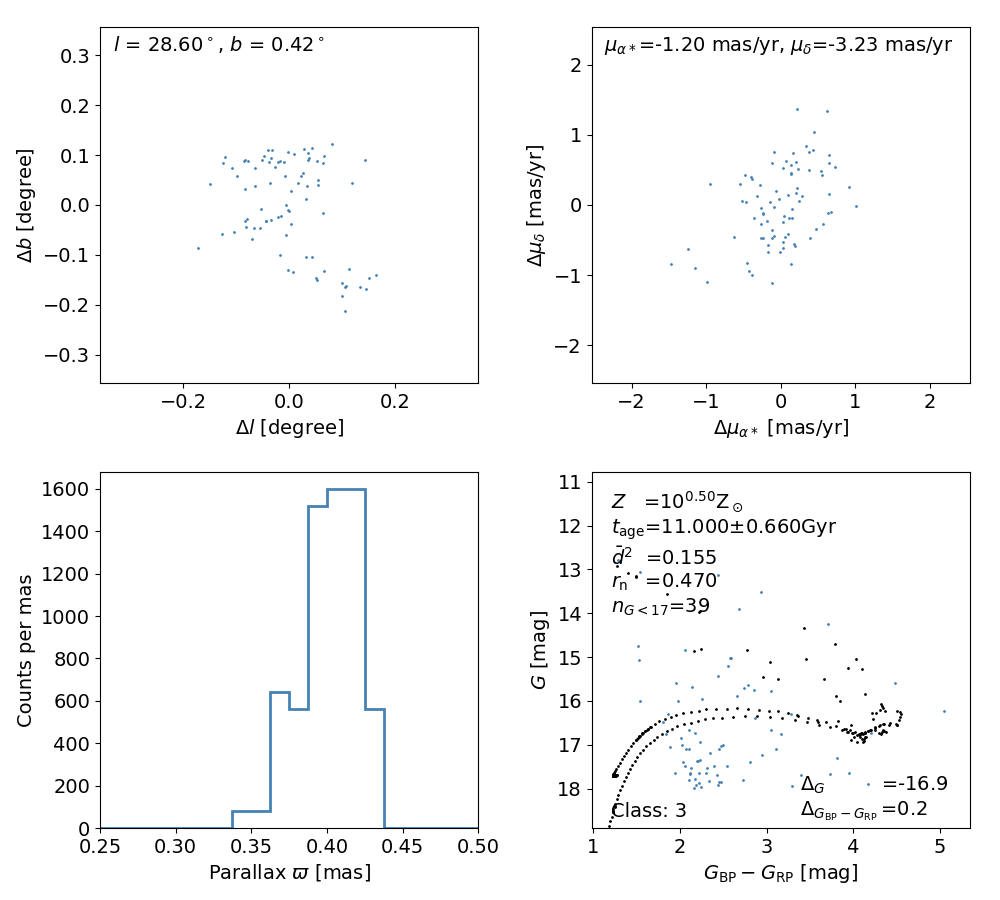 l = 28.60°, b = 0.42°
0.3
0.2
0.1
0.0
−0.1
−0.2
−0.3
Δb [degree]
−0.2 0.0 0.2
Δl [degree]
μα*=-1.20 mas/yr, μδ=-3.23 mas/yr
2
1
0
−1
−2
Δμδ [mas/yr]
−2 −1 0 1 2
Δμα* [mas/yr]
1600
1400
1200
1000
800
600
400
200
0
Counts per mas
0.25 0.30 0.35 0.40 0.45 0.50
Parallax ϖ [mas]
11
12
13
14
15
16
17
18
G [mag]
Z =10^0.50 Z⊙
t_age=11.000±0.660Gyr
d̄² =0.155
r_n =0.470
n_G<17=39
Δ_G =-16.9
Class: 3
Δ_G_BP−G_RP =0.2
1 2 3 4 5
G_BP − G_RP [mag]